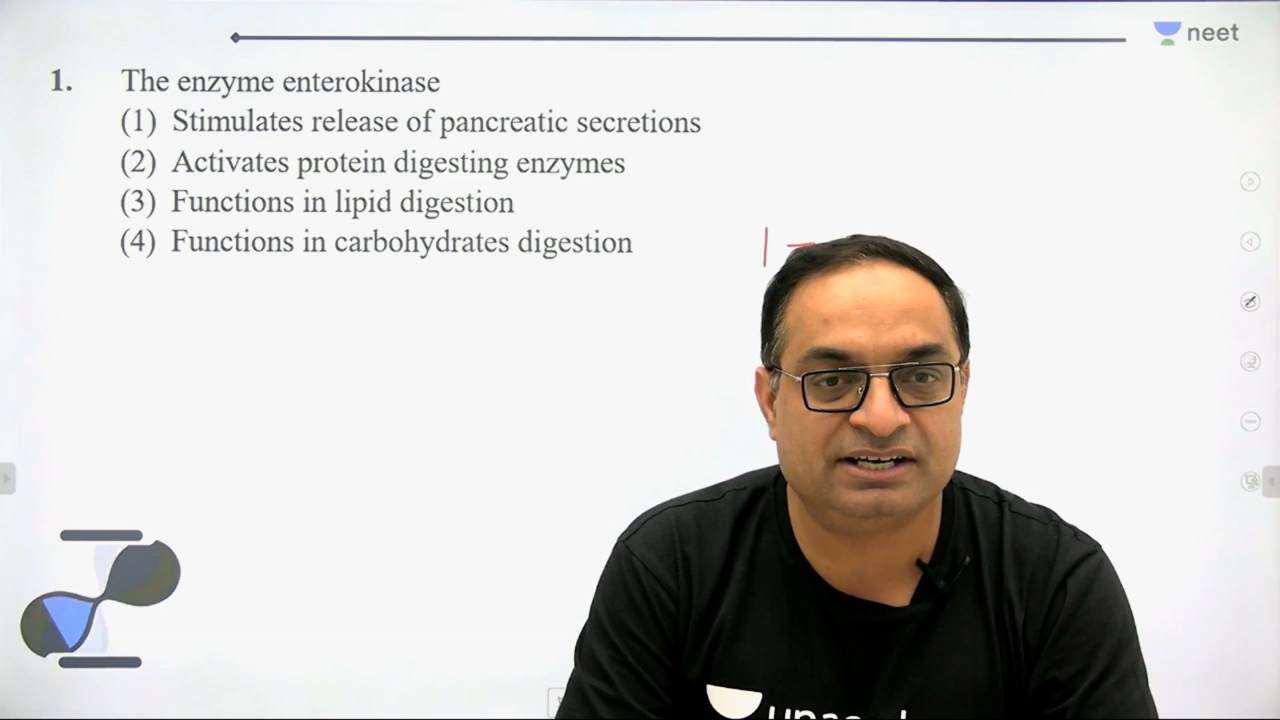 neet
1. The enzyme enterokinase
(1) Stimulates release of pancreatic secretions
(2) Activates protein digesting enzymes
(3) Functions in lipid digestion
(4) Functions in carbohydrates digestion